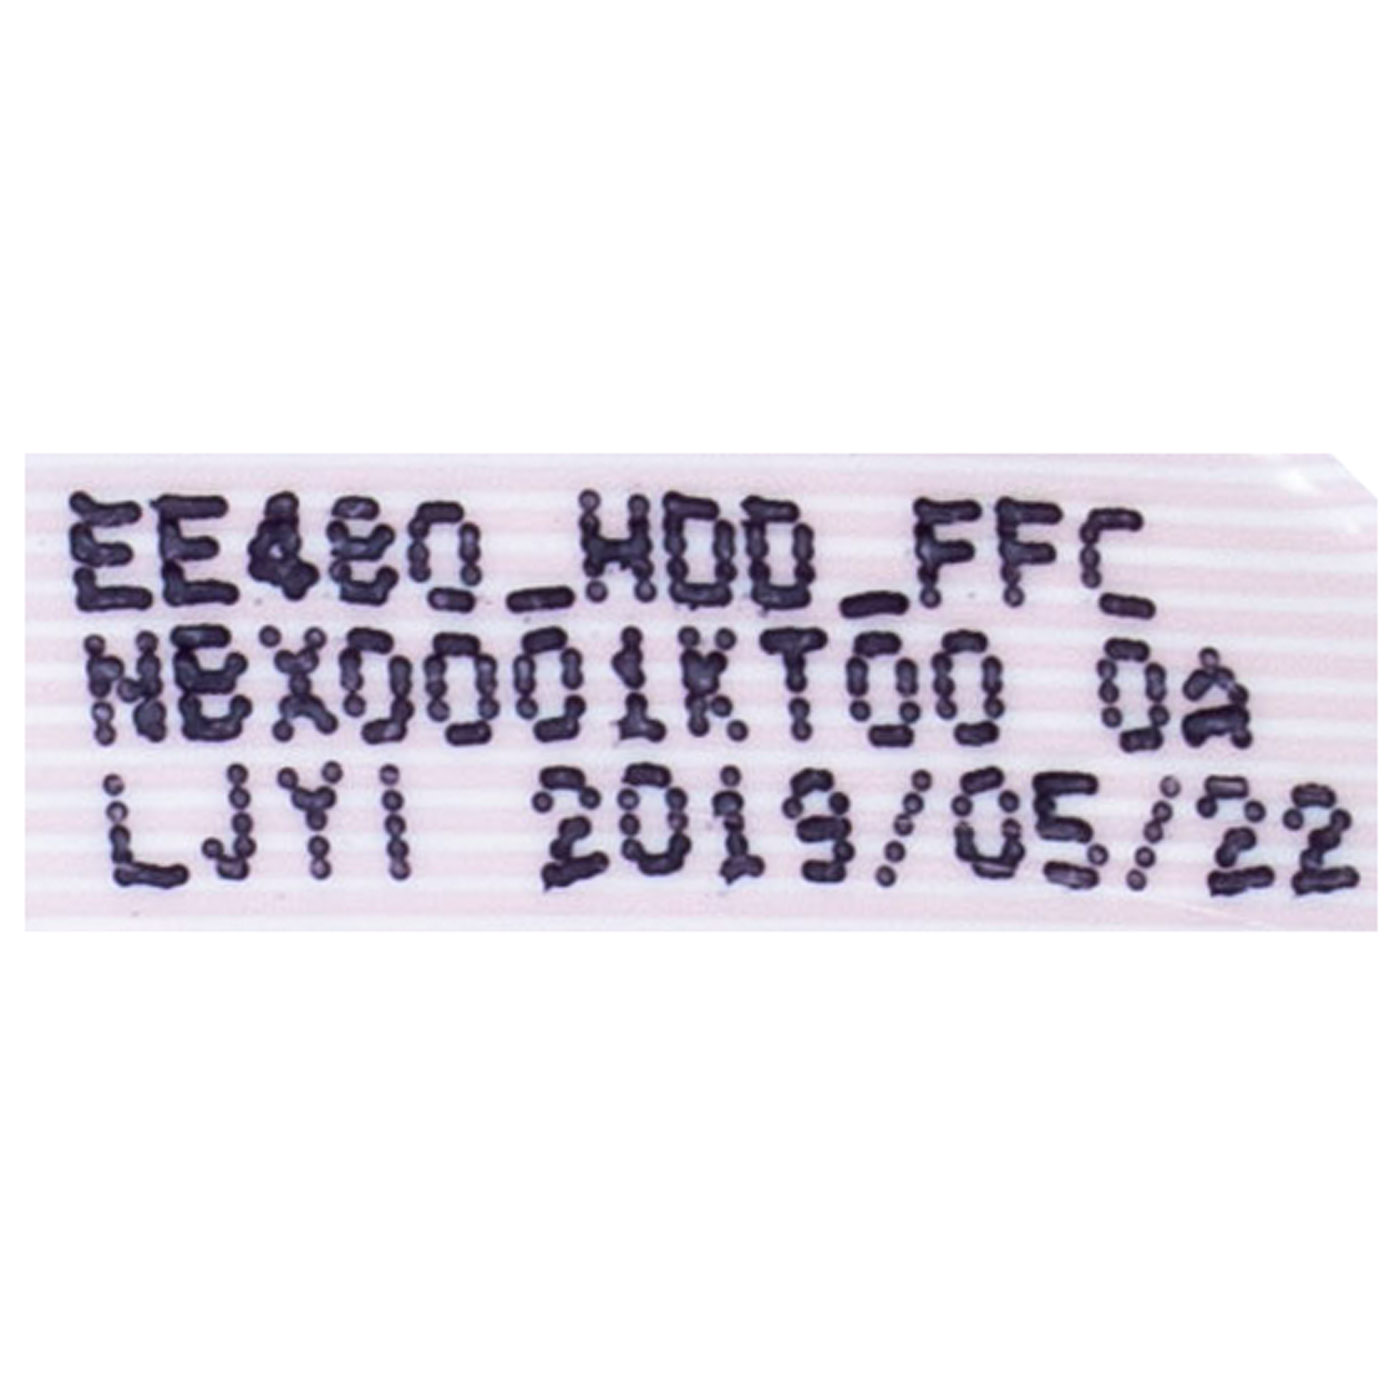 EE480_HDD_FFC
NBX0001KT00 0A
LJYI 2019/05/22